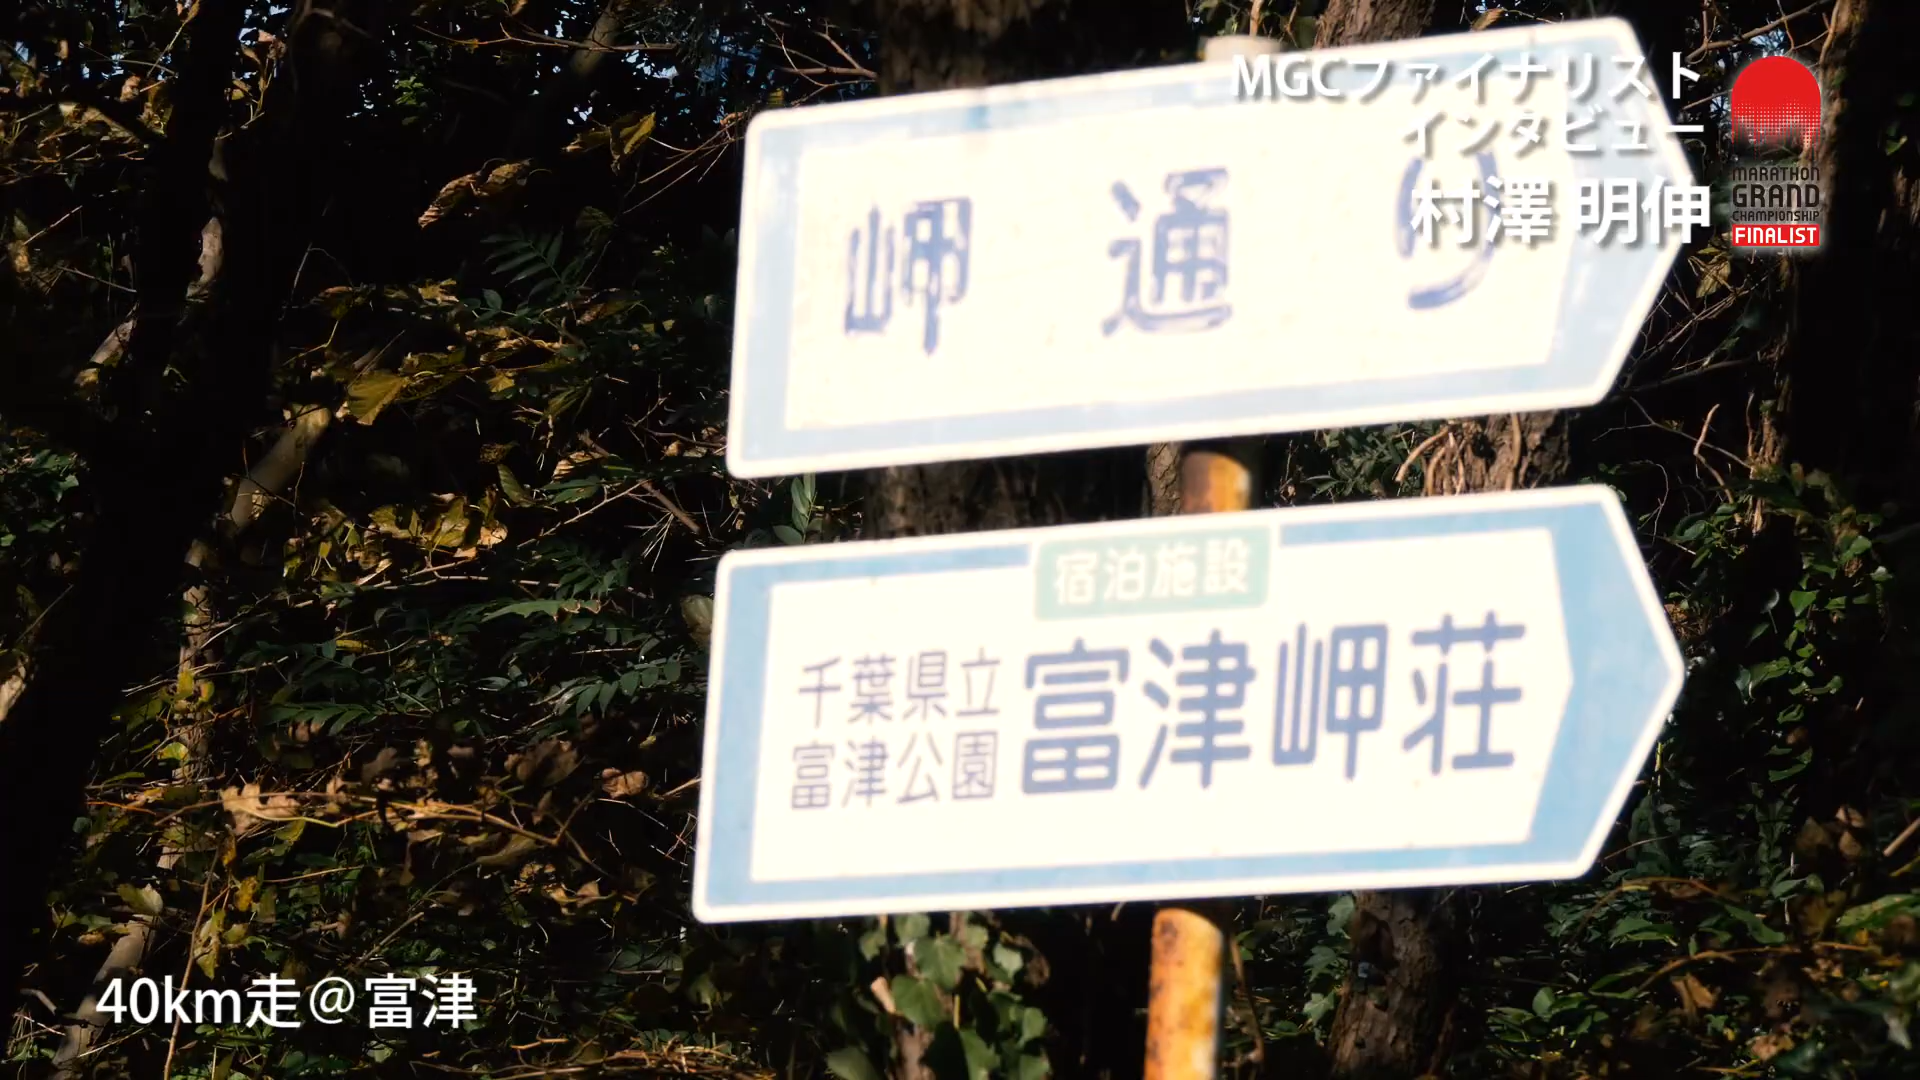 MGCファイナリスト
インタビュー
村澤 明伸
MARATHON
GRAND
CHAMPIONSHIP
FINALIST
岬通り
宿泊施設
千葉県立
富津公園
富津岬荘
40km走@富津